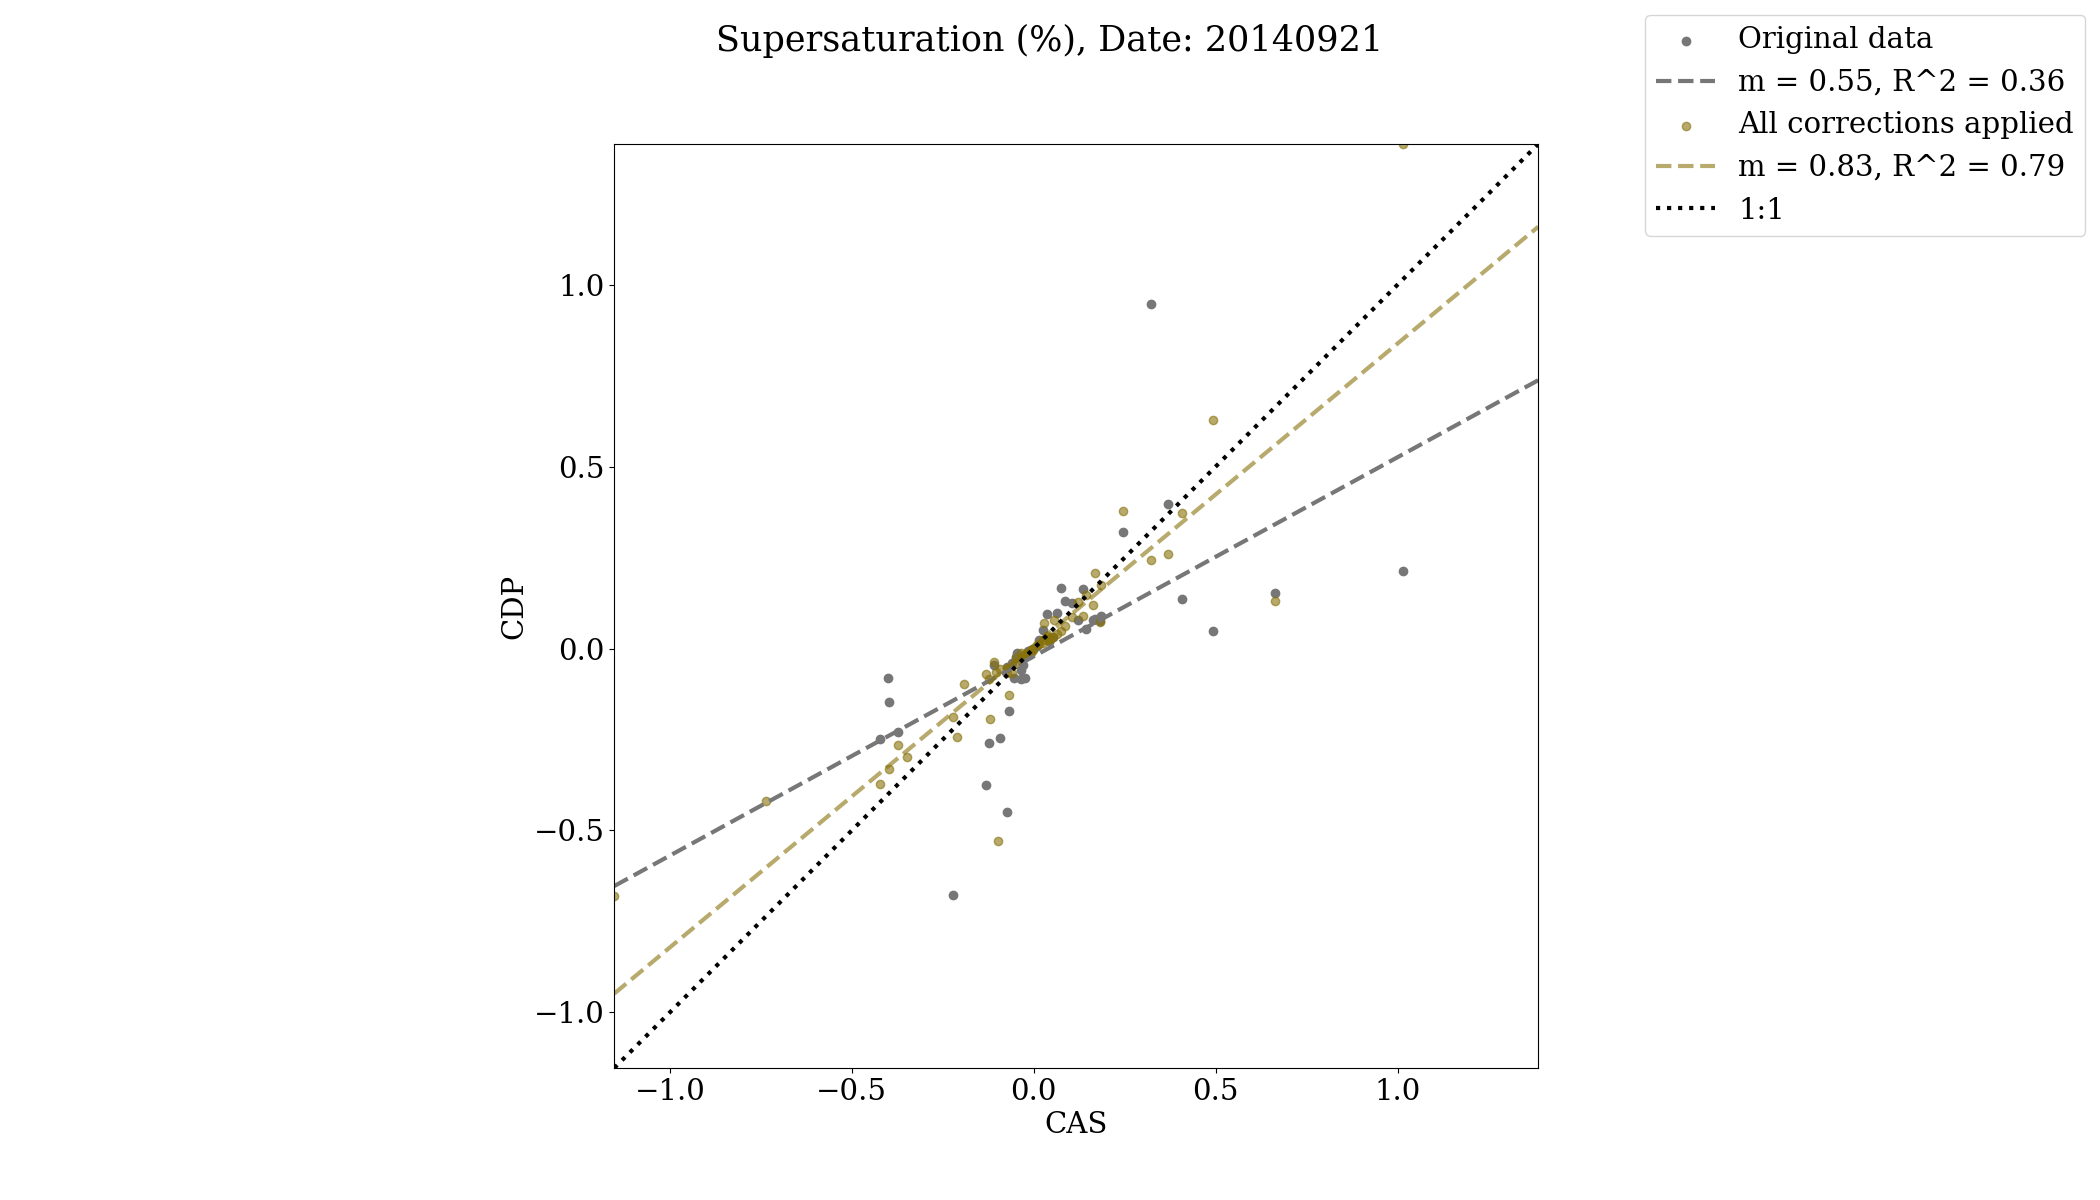 Supersaturation (%), Date: 20140921
Original data
m = 0.55, R^2 = 0.36
All corrections applied
m = 0.83, R^2 = 0.79
1:1
1.0
0.5
0.0
−0.5
−1.0
CDP
−1.0
−0.5
0.0
0.5
1.0
CAS